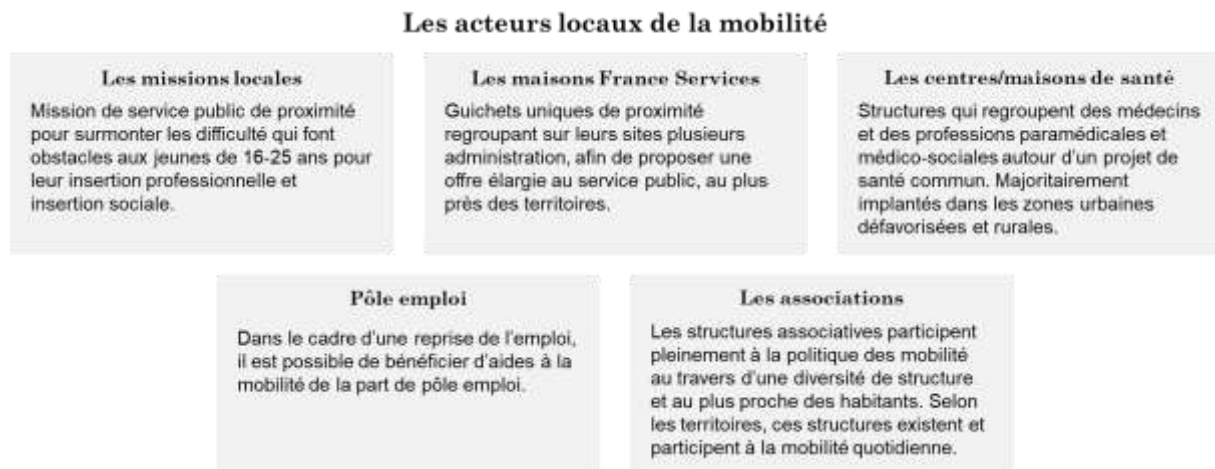 Les acteurs locaux de la mobilité
Les missions locales
Mission de service public de proximité
pour surmonter les difficulté qui font
obstacles aux jeunes de 16-25 ans pour
leur insertion professionnelle et
insertion sociale.
Les maisons France Services
Guichets uniques de proximité
regroupant sur leurs sites plusieurs
administration, afin de proposer une
offre élargie au service public, au plus
près des territoires.
Les centres/maisons de santé
Structures qui regroupent des médecins
et des professions paramédicales et
médico-sociales autour d'un projet de
santé commun. Majoritairement
implantés dans les zones urbaines
défavorisées et rurales.
Pôle emploi
Dans le cadre d'une reprise de l'emploi,
il est possible de bénéficier d'aides à la
mobilité de la part de pôle emploi.
Les associations
Les structures associatives participent
pleinement à la politique des mobilité
au travers d'une diversité de structure
et au plus proche des habitants. Selon
les territoires, ces structures existent et
participent à la mobilité quotidienne.